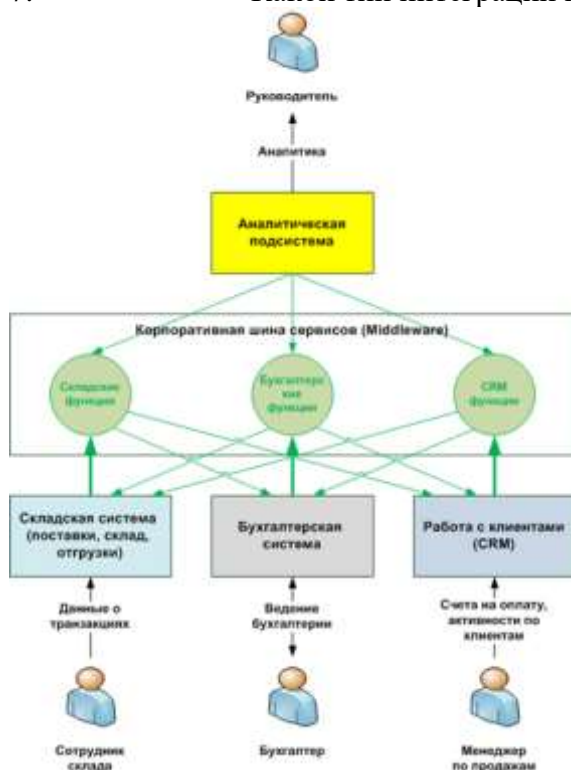 Руководитель
Аналитика
Аналитическая
подсистема
Корпоративная шина сервисов (Middleware)
Складские
функции
Бухгалтерс
кие
функции
CRM
функции
Складская система
(поставки, склад,
отгрузки)
Бухгалтерская
система
Работа с клиентами
(CRM)
Данные о
транзакциях
Ведение
бухгалтерии
Счета на оплату,
активности по
клиентам
Сотрудник
склада
Бухгалтер
Менеджер
по продажам